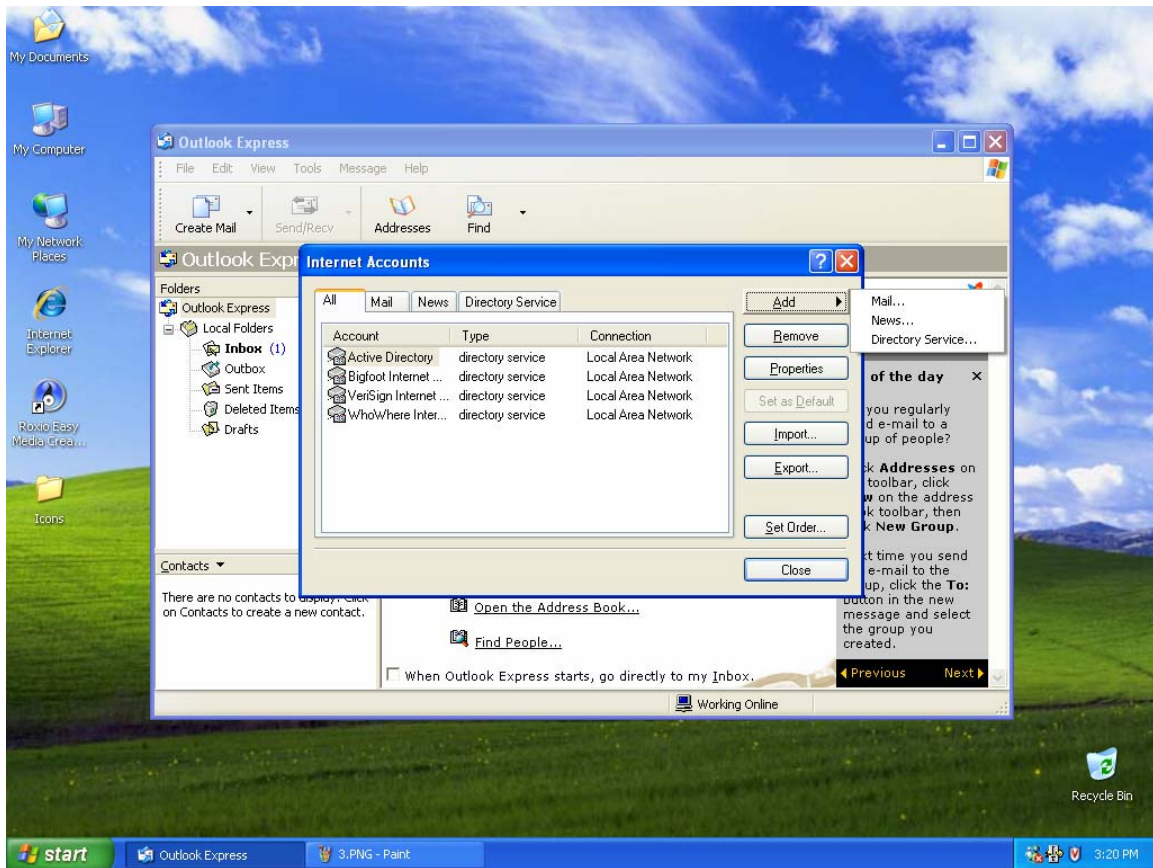 My Documents
My Computer
My Network
Places
Internet
Explorer
Roxio Easy
Media Crea...
Icons
Outlook Express
File Edit View Tools Message Help
Create Mail Send/Recv Addresses Find
Outlook Expr
Folders
Outlook Express
Local Folders
Inbox (1)
Outbox
Sent Items
Deleted Items
Drafts
Contacts
There are no contacts to display. Click
on Contacts to create a new contact.
Internet Accounts
All Mail News Directory Service
Account Type Connection
Active Directory directory service Local Area Network
Bigfoot Internet ... directory service Local Area Network
VeriSign Internet ... directory service Local Area Network
WhoWhere Inter... directory service Local Area Network
Add
Remove
Properties
Set as Default
Import...
Export...
Set Order...
Close
Mail...
News...
Directory Service...
of the day x
you regularly
d e-mail to a
up of people?
k Addresses on
toolbar, click
w on the address
k toolbar, then
k New Group.
xt time you send
e-mail to the
up, click the To:
button in the new
message and select
the group you
created.
Previous Next
Open the Address Book...
Find People...
When Outlook Express starts, go directly to my Inbox.
Working Online
Recycle Bin
start Outlook Express 3.PNG - Paint 3:20 PM